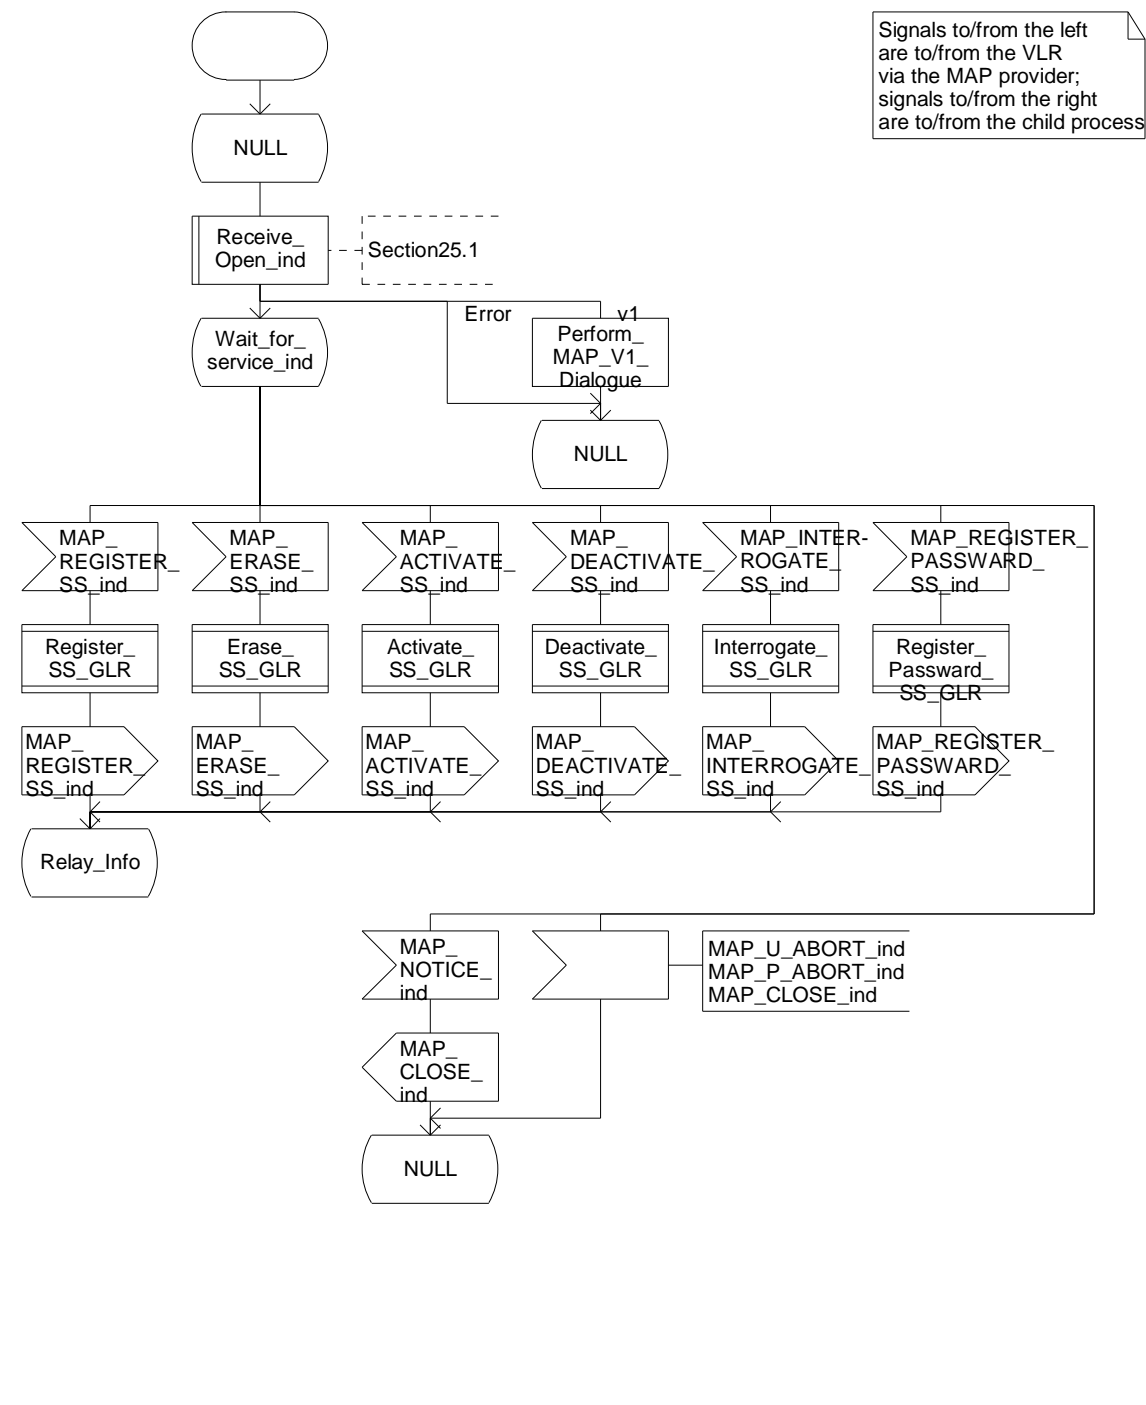 Signals to/from the left
are to/from the VLR
via the MAP provider;
signals to/from the right
are to/from the child process
NULL
Receive_
Open_ind
Section25.1
Error
v1
Wait_for_
service_ind
Perform_
MAP_V1_
Dialogue
NULL
MAP_
REGISTER_
SS_ind
MAP_
ERASE_
SS_ind
MAP_
ACTIVATE_
SS_ind
MAP_
DEACTIVATE_
SS_ind
MAP_INTER-
ROGATE_
SS_ind
MAP_REGISTER_
PASSWARD_
SS_ind
Register_
SS_GLR
Erase_
SS_GLR
Activate_
SS_GLR
Deactivate_
SS_GLR
Interrogate_
SS_GLR
Register_
Passward_
SS_GLR
MAP_
REGISTER_
SS_ind
MAP_
ERASE_
SS_ind
MAP_
ACTIVATE_
SS_ind
MAP_
DEACTIVATE_
SS_ind
MAP_
INTERROGATE_
SS_ind
MAP_REGISTER_
PASSWARD_
SS_ind
Relay_Info
MAP_
NOTICE_
ind
MAP_U_ABORT_ind
MAP_P_ABORT_ind
MAP_CLOSE_ind
MAP_
CLOSE_
ind
NULL